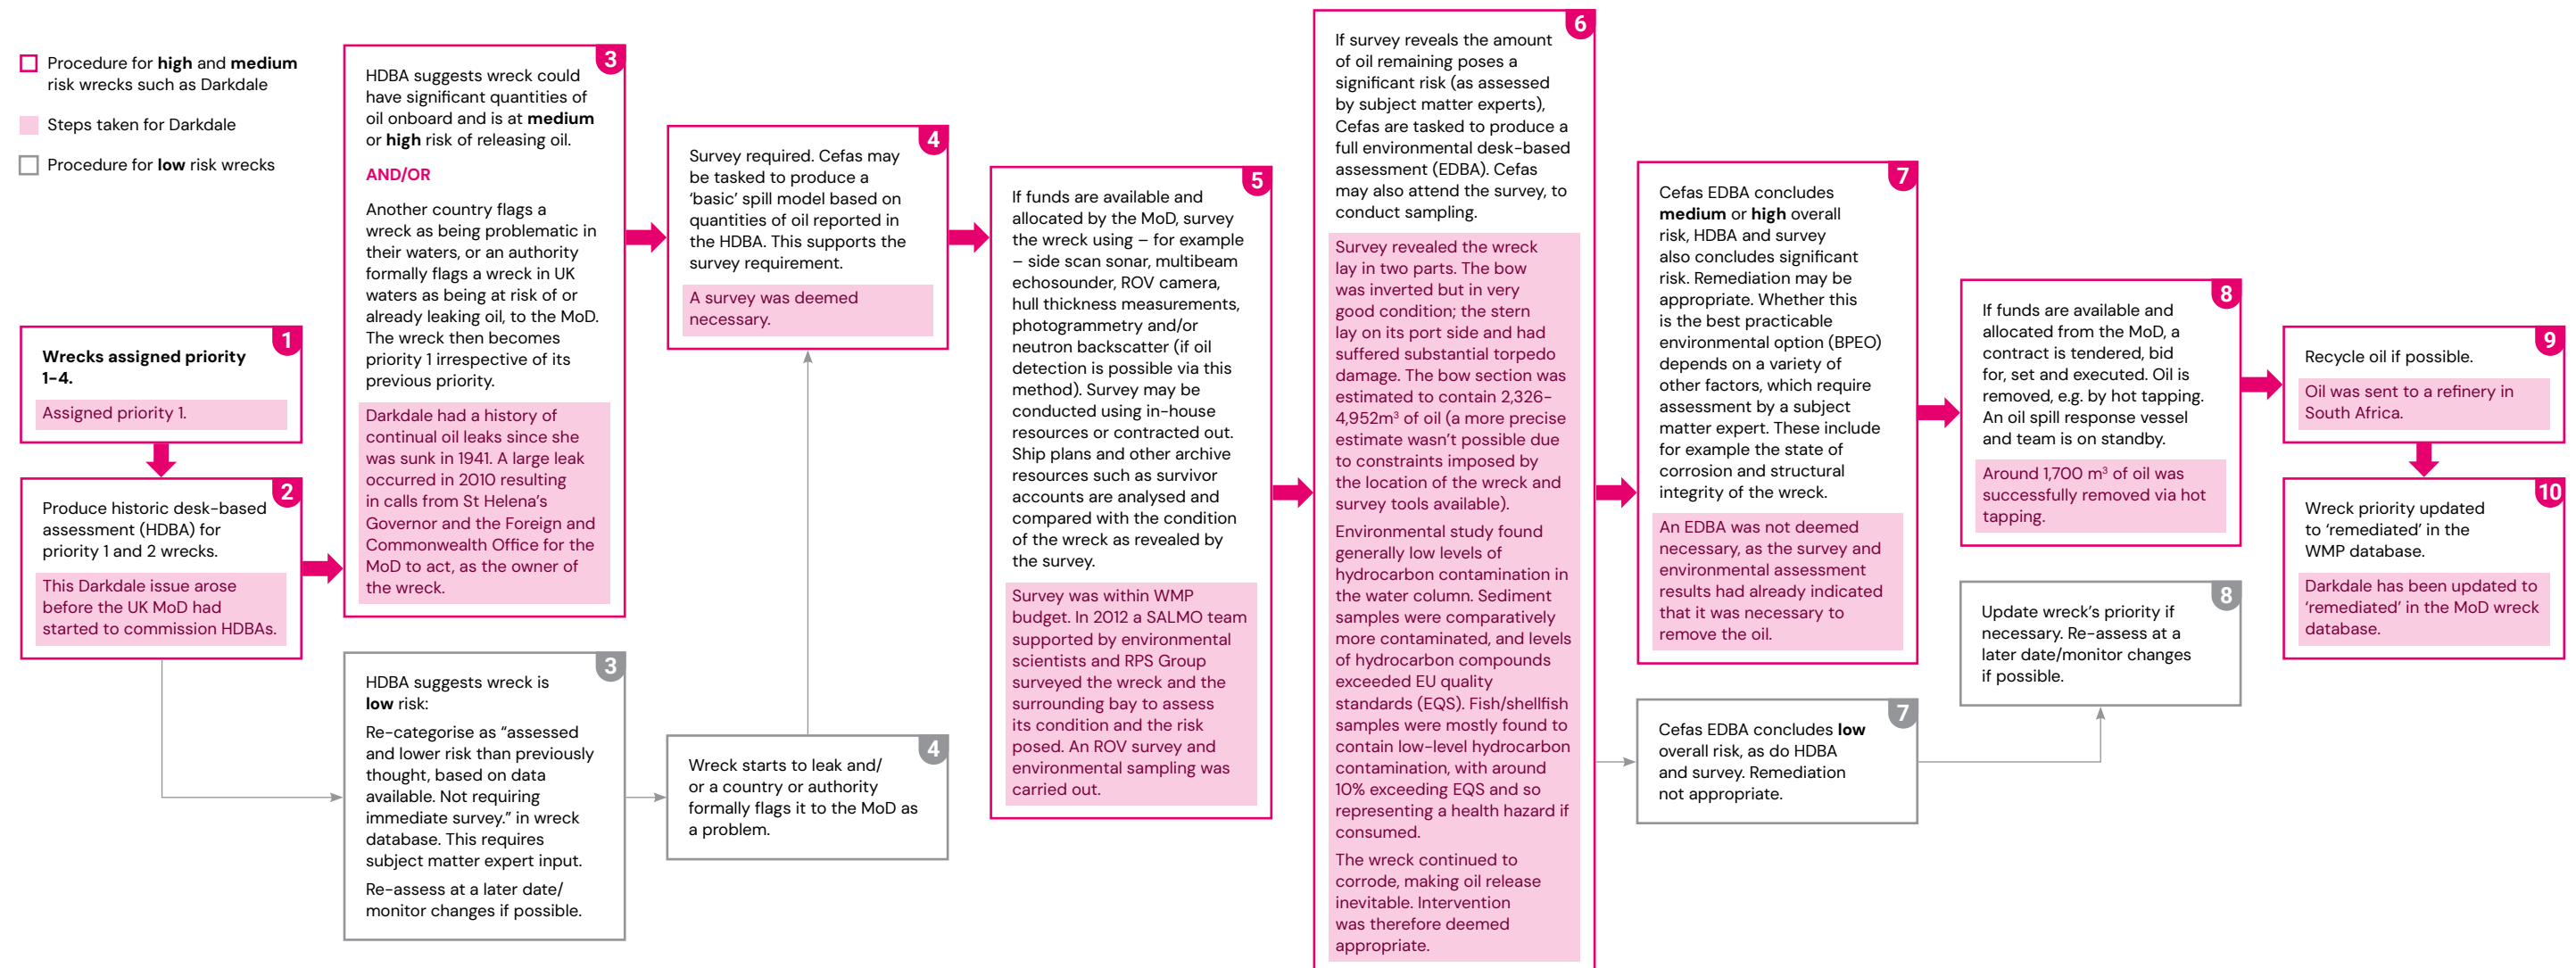 Procedure for high and medium
risk wrecks such as Darkdale
Steps taken for Darkdale
Procedure for low risk wrecks
1
Wrecks assigned priority
1–4.
Assigned priority 1.
2
Produce historic desk-based
assessment (HDBA) for
priority 1 and 2 wrecks.
This Darkdale issue arose
before the UK MoD had
started to commission HDBAs.
3
HDBA suggests wreck could
have significant quantities of
oil onboard and is at medium
or high risk of releasing oil.
AND/OR
Another country flags a
wreck as being problematic in
their waters, or an authority
formally flags a wreck in UK
waters as being at risk of or
already leaking oil, to the MoD.
The wreck then becomes
priority 1 irrespective of its
previous priority.
Darkdale had a history of
continual oil leaks since she
was sunk in 1941. A large leak
occurred in 2010 resulting
in calls from St Helena's
Governor and the Foreign and
Commonwealth Office for the
MoD to act, as the owner of
the wreck.
3
HDBA suggests wreck is
low risk:
Re-categorise as "assessed
and lower risk than previously
thought, based on data
available. Not requiring
immediate survey." in wreck
database. This requires
subject matter expert input.
Re-assess at a later date/
monitor changes if possible.
4
Survey required. Cefas may
be tasked to produce a
'basic' spill model based on
quantities of oil reported in
the HDBA. This supports the
survey requirement.
A survey was deemed
necessary.
4
Wreck starts to leak and/
or a country or authority
formally flags it to the MoD as
a problem.
5
If funds are available and
allocated by the MoD, survey
the wreck using – for example
– side scan sonar, multibeam
echosounder, ROV camera,
hull thickness measurements,
photogrammetry and/or
neutron backscatter (if oil
detection is possible via this
method). Survey may be
conducted using in-house
resources or contracted out.
Ship plans and other archive
resources such as survivor
accounts are analysed and
compared with the condition
of the wreck as revealed by
the survey.
Survey was within WMP
budget. In 2012 a SALMO team
supported by environmental
scientists and RPS Group
surveyed the wreck and the
surrounding bay to assess
its condition and the risk
posed. An ROV survey and
environmental sampling was
carried out.
6
If survey reveals the amount
of oil remaining poses a
significant risk (as assessed
by subject matter experts),
Cefas are tasked to produce a
full environmental desk-based
assessment (EDBA). Cefas
may also attend the survey, to
conduct sampling.
Survey revealed the wreck
lay in two parts. The bow
was inverted but in very
good condition; the stern
lay on its port side and had
suffered substantial torpedo
damage. The bow section was
estimated to contain 2,326–
4,952m³ of oil (a more precise
estimate wasn't possible due
to constraints imposed by
the location of the wreck and
survey tools available).
Environmental study found
generally low levels of
hydrocarbon contamination in
the water column. Sediment
samples were comparatively
more contaminated, and levels
of hydrocarbon compounds
exceeded EU quality
standards (EQS). Fish/shellfish
samples were mostly found to
contain low-level hydrocarbon
contamination, with around
10% exceeding EQS and so
representing a health hazard if
consumed.
The wreck continued to
corrode, making oil release
inevitable. Intervention
was therefore deemed
appropriate.
7
Cefas EDBA concludes
medium or high overall
risk, HDBA and survey
also concludes significant
risk. Remediation may be
appropriate. Whether this
is the best practicable
environmental option (BPEO)
depends on a variety of
other factors, which require
assessment by a subject
matter expert. These include
for example the state of
corrosion and structural
integrity of the wreck.
An EDBA was not deemed
necessary, as the survey and
environmental assessment
results had already indicated
that it was necessary to
remove the oil.
7
Cefas EDBA concludes low
overall risk, as do HDBA
and survey. Remediation
not appropriate.
8
If funds are available and
allocated from the MoD, a
contract is tendered, bid
for, set and executed. Oil is
removed, e.g. by hot tapping.
An oil spill response vessel
and team is on standby.
Around 1,700 m³ of oil was
successfully removed via hot
tapping.
8
Update wreck's priority if
necessary. Re-assess at a
later date/monitor changes
if possible.
9
Recycle oil if possible.
Oil was sent to a refinery in
South Africa.
10
Wreck priority updated
to 'remediated' in the
WMP database.
Darkdale has been updated to
'remediated' in the MoD wreck
database.